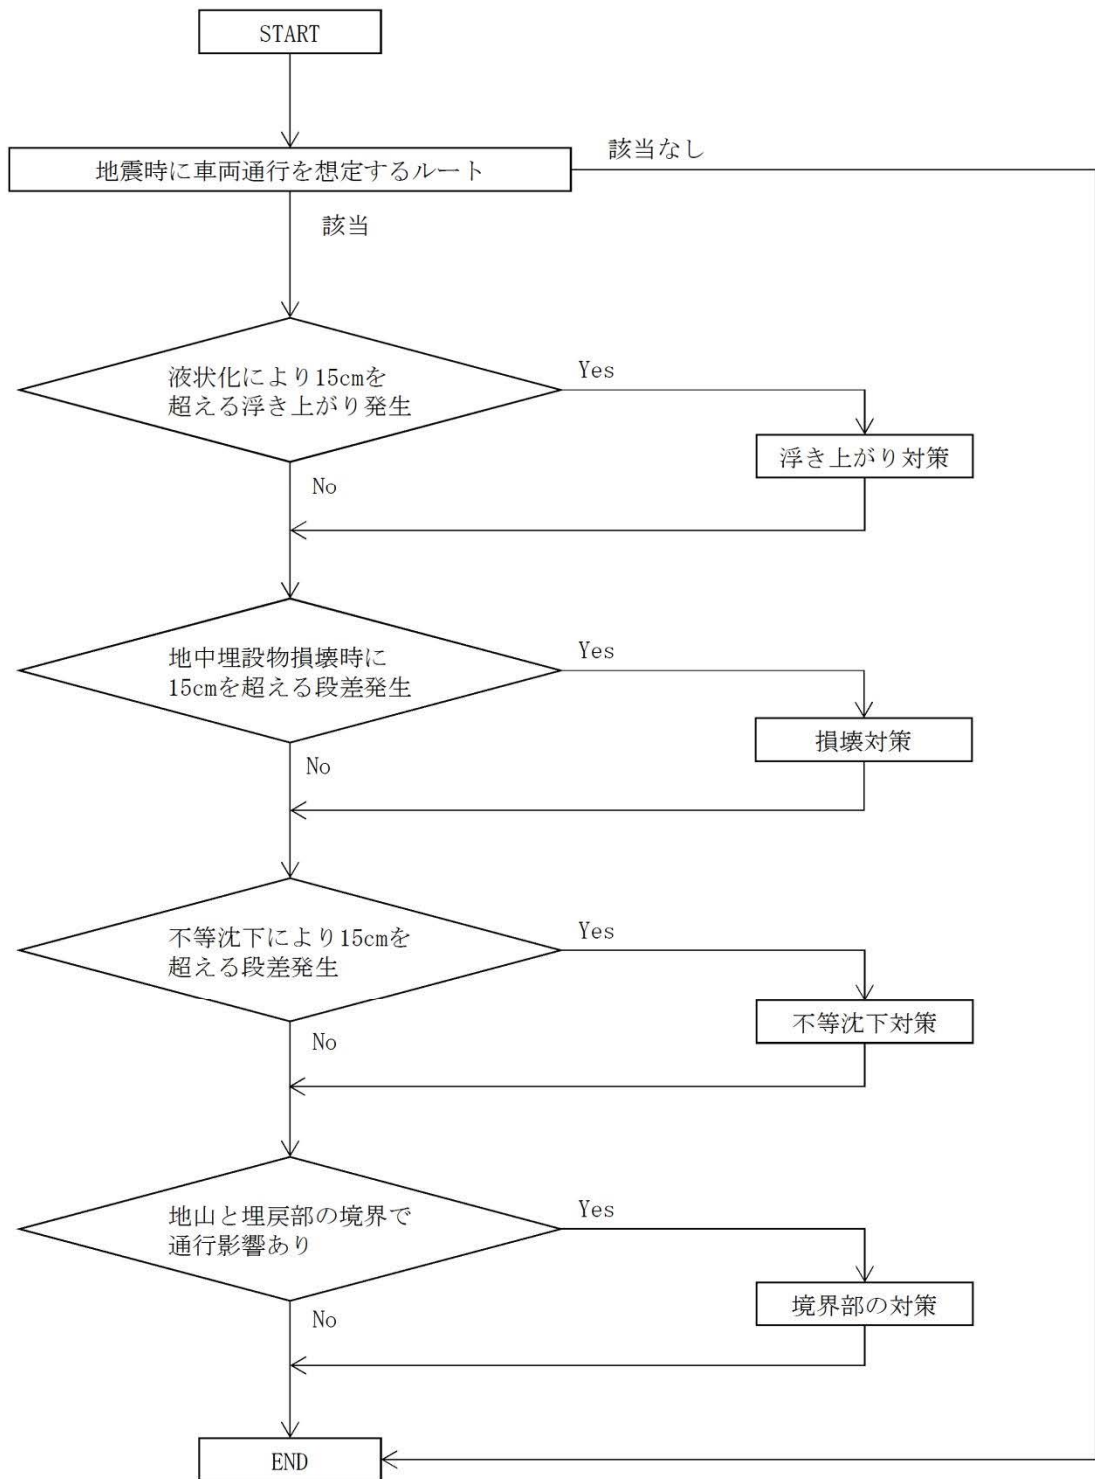 START
地震時に車両通行を想定するルート
該当なし
該当
液状化により15cmを
超える浮き上がり発生
Yes
浮き上がり対策
No
地中埋設物損壊時に
15cmを超える段差発生
Yes
損壊対策
No
不等沈下により15cmを
超える段差発生
Yes
不等沈下対策
No
地山と埋戻部の境界で
通行影響あり
Yes
境界部の対策
No
END